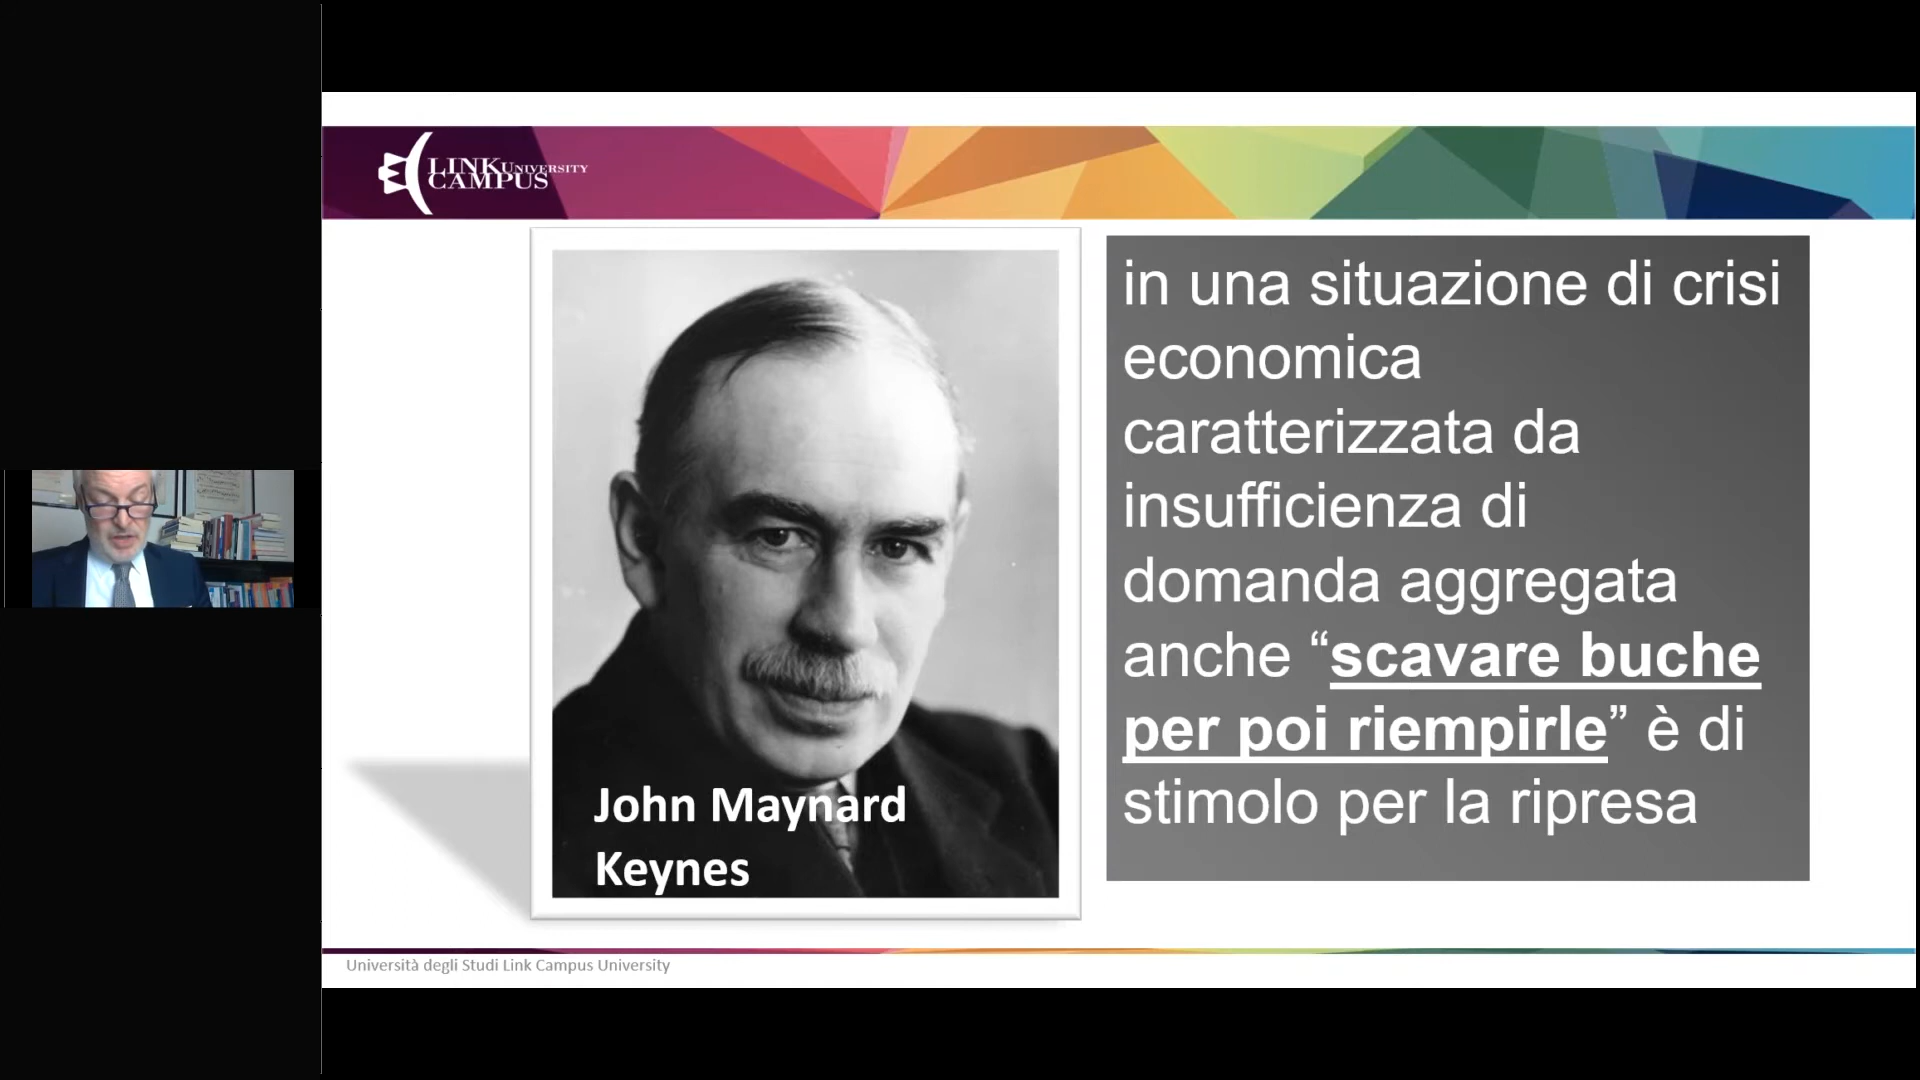 LINK UNIVERSITY
CAMPUS
in una situazione di crisi
economica
caratterizzata da
insufficienza di
domanda aggregata
anche “scavare buche
per poi riempirle” è di
stimolo per la ripresa
John Maynard
Keynes
Università degli Studi Link Campus University